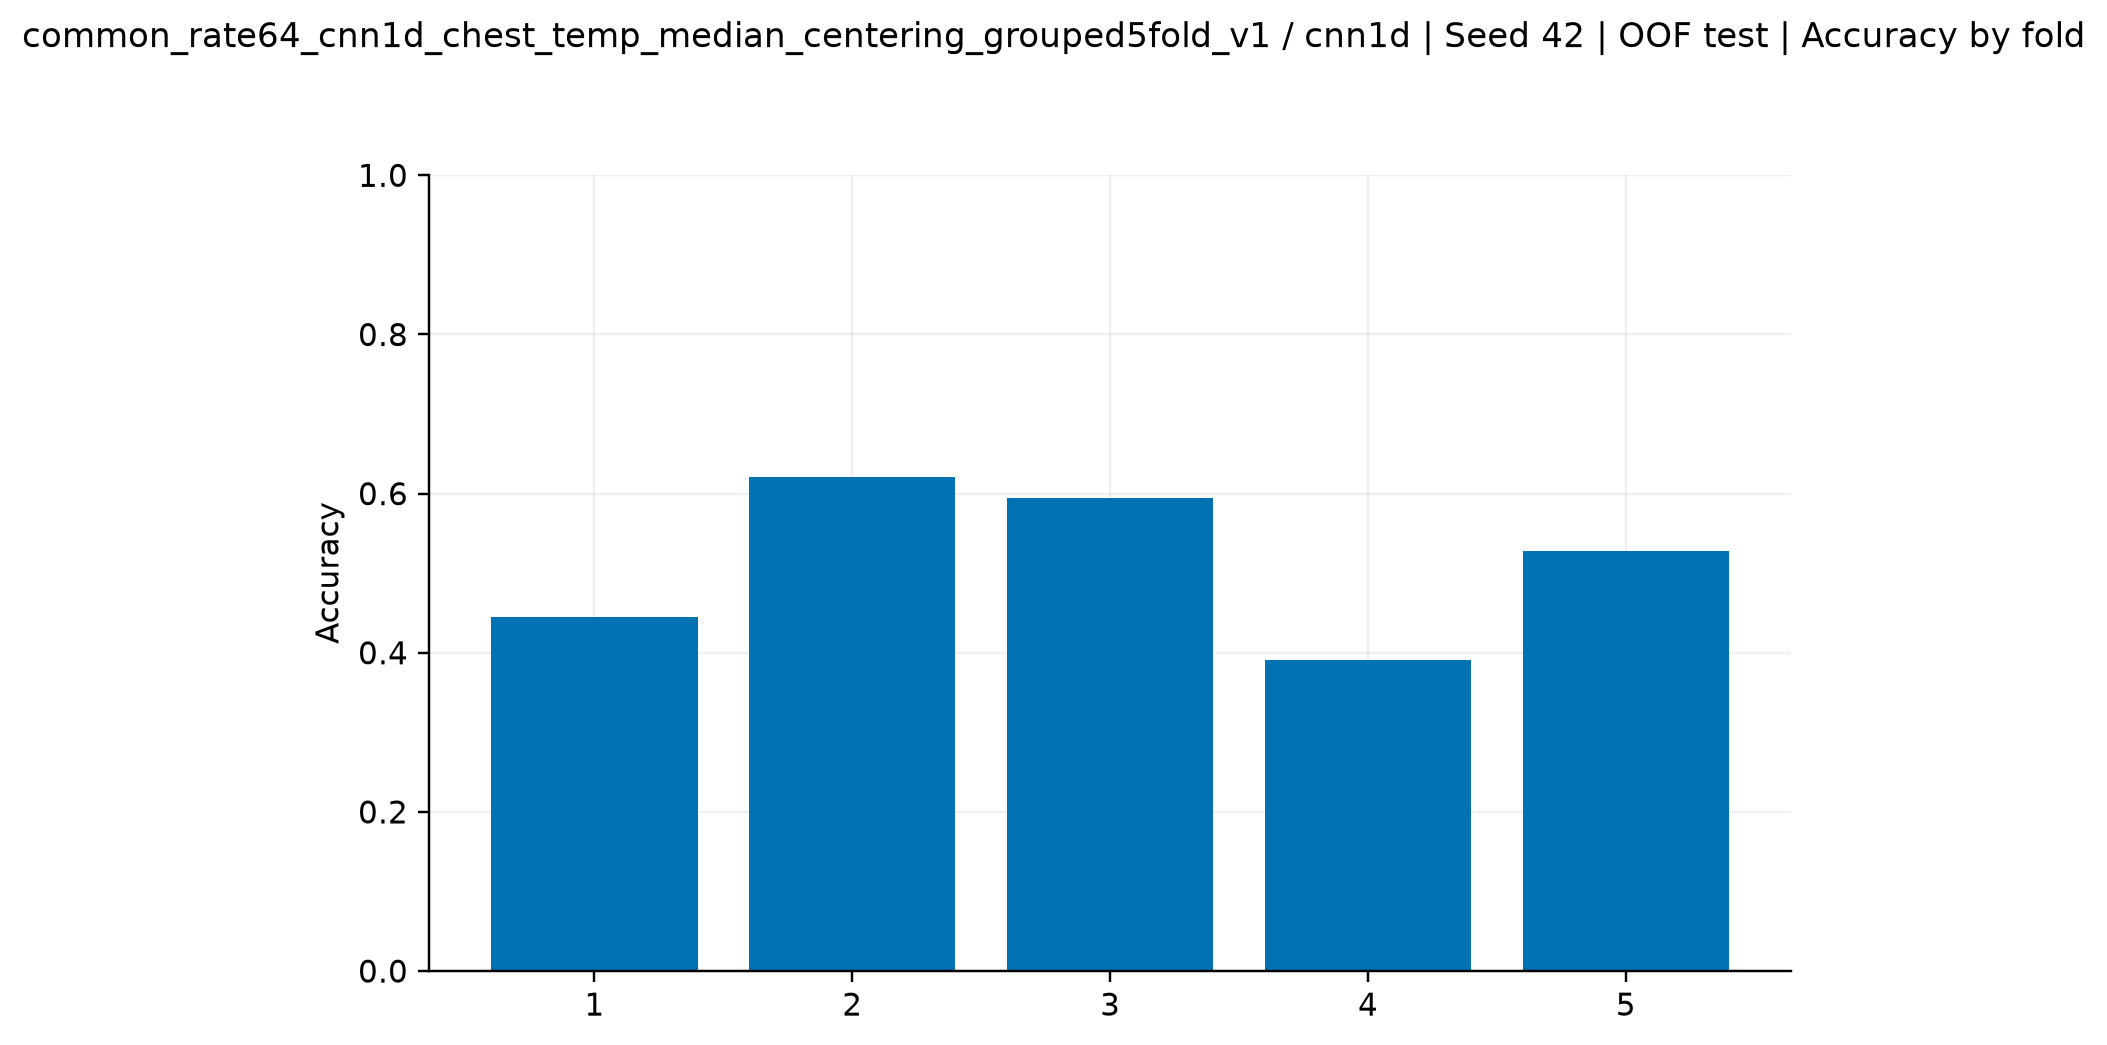 common_rate64_cnn1d_chest_temp_median_centering_grouped5fold_v1 / cnn1d | Seed 42 | OOF test | Accuracy by fold
1.0
0.8
0.6
0.4
0.2
0.0
Accuracy
1 2 3 4 5